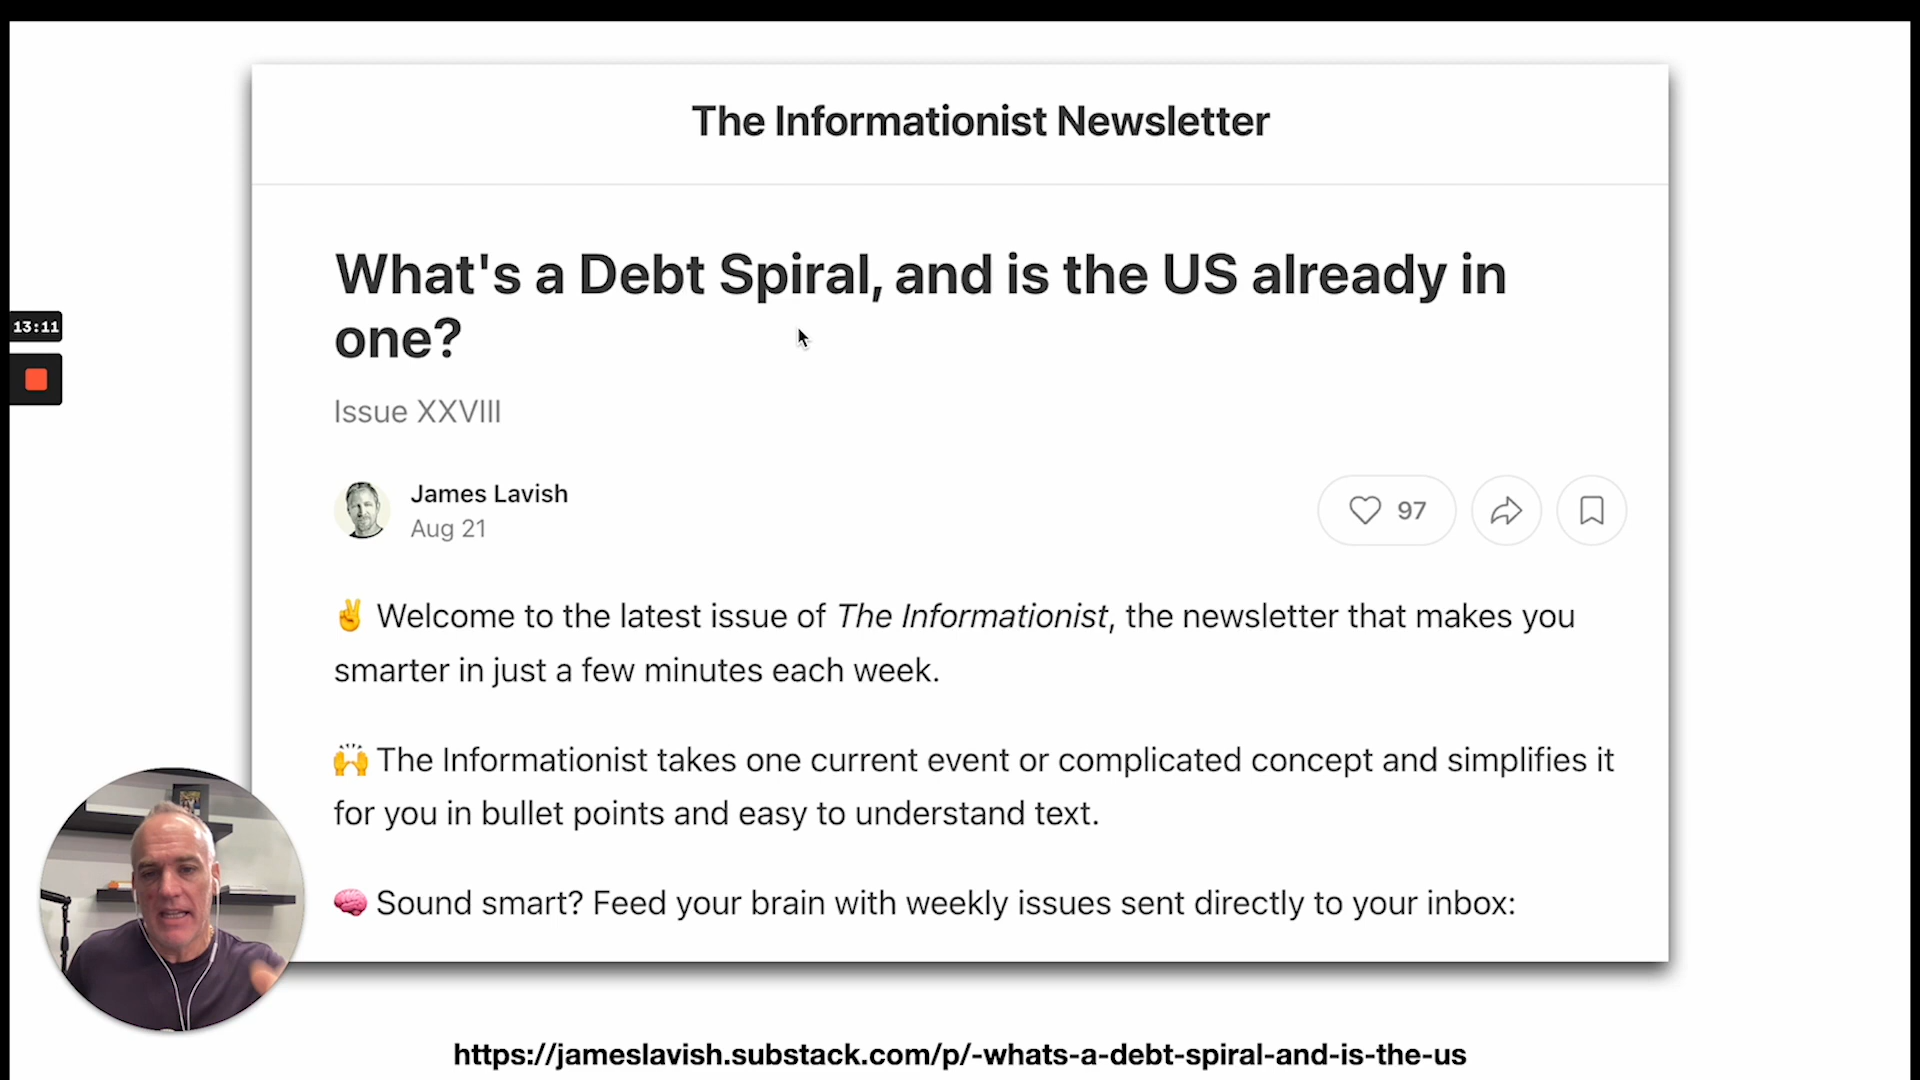 The Informationist Newsletter
What's a Debt Spiral, and is the US already in
one?
13:11
Issue XXVIII
James Lavish
Aug 21
97
✌️ Welcome to the latest issue of The Informationist, the newsletter that makes you
smarter in just a few minutes each week.
🙌 The Informationist takes one current event or complicated concept and simplifies it
for you in bullet points and easy to understand text.
🧠 Sound smart? Feed your brain with weekly issues sent directly to your inbox:
https://jameslavish.substack.com/p/-whats-a-debt-spiral-and-is-the-us